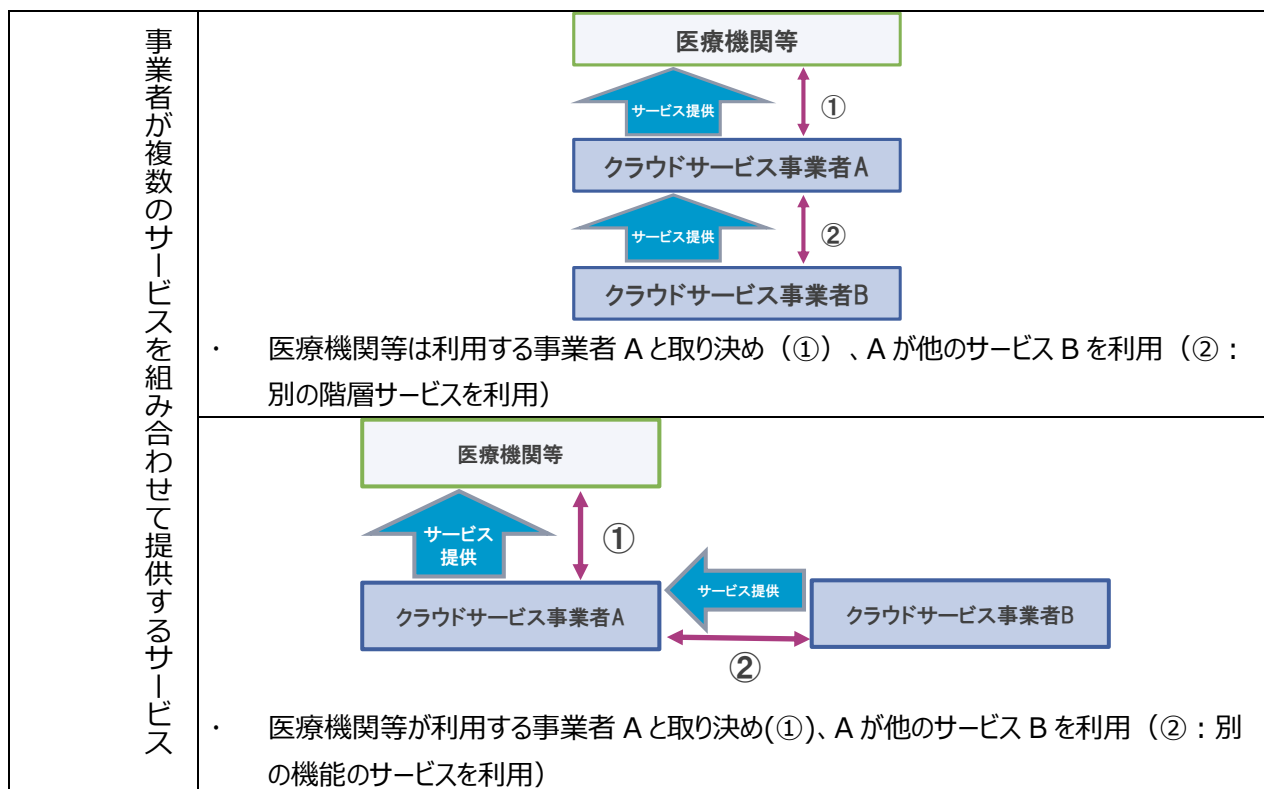 事業者が複数のサービスを組み合わせて提供するサービス
医療機関等
サービス提供
①
クラウドサービス事業者A
サービス提供
②
クラウドサービス事業者B
・ 医療機関等は利用する事業者 A と取り決め（①）、A が他のサービス B を利用（②：
別の階層サービスを利用）
医療機関等
サービス
提供
①
クラウドサービス事業者A
サービス提供
クラウドサービス事業者B
②
・ 医療機関等が利用する事業者 A と取り決め(①)、A が他のサービス B を利用（②：別
の機能のサービスを利用）